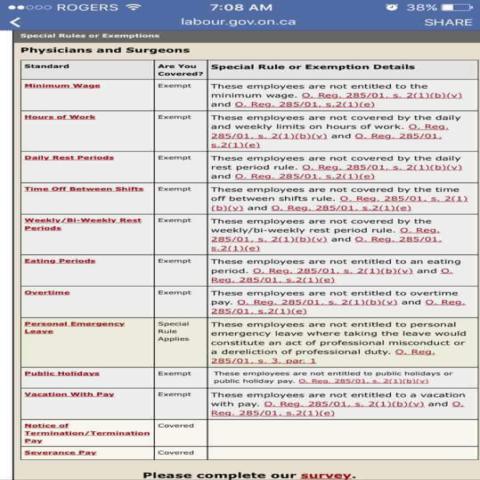 ROGERS 7:08 AM 38%
labour.gov.on.ca SHARE
Special Rules or Exemptions
Physicians and Surgeons
Standard Are You Covered? Special Rule or Exemption Details
Minimum Wage Exempt These employees are not entitled to the
minimum wage. O. Reg. 285/01, s. 2(1)(b)(v)
and O. Reg. 285/01, s.2(1)(e)
Hours of Work Exempt These employees are not covered by the daily
and weekly limits on hours of work. O. Reg.
285/01, s. 2(1)(b)(v) and O. Reg. 285/01,
s.2(1)(e)
Daily Rest Periods Exempt These employees are not covered by the daily
rest period rule. O. Reg. 285/01, s. 2(1)(b)(v)
and O. Reg. 285/01, s.2(1)(e)
Time Off Between Shifts Exempt These employees are not covered by the time
off between shifts rule. O. Reg. 285/01, s. 2(1)
(b)(v) and O. Reg. 285/01, s.2(1)(e)
Weekly/Bi-Weekly Rest Exempt These employees are not covered by the
Periods weekly/bi-weekly rest period rule. O. Reg.
285/01, s. 2(1)(b)(v) and O. Reg. 285/01,
s.2(1)(e)
Eating Periods Exempt These employees are not entitled to an eating
period. O. Reg. 285/01, s. 2(1)(b)(v) and O.
Reg. 285/01, s.2(1)(e)
Overtime Exempt These employees are not entitled to overtime
pay. O. Reg. 285/01, s. 2(1)(b)(v) and O. Reg.
285/01, s.2(1)(e)
Personal Emergency Special These employees are not entitled to personal
Leave Rule emergency leave where taking the leave would
Applies constitute an act of professional misconduct or
a dereliction of professional duty. O. Reg.
285/01, s. 3, par. 1
Public Holidays Exempt These employees are not entitled to public holidays or
public holiday pay. O. Reg. 285/01, s. 2(1)(b)(v)
Vacation With Pay Exempt These employees are not entitled to a vacation
with pay. O. Reg. 285/01, s. 2(1)(b)(v) and O.
Reg. 285/01, s.2(1)(e)
Notice of Covered
Termination/Termination
Pay
Severance Pay Covered
Please complete our survey.